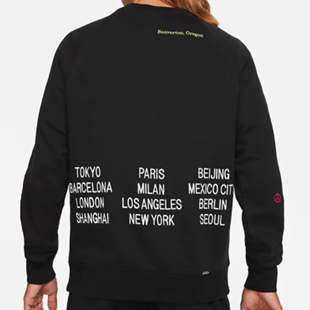 Beaverton, Oregon
TOKYO PARIS BEIJING
BARCELONA MILAN MEXICO CITY
LONDON LOS ANGELES BERLIN
SHANGHAI NEW YORK SEOUL